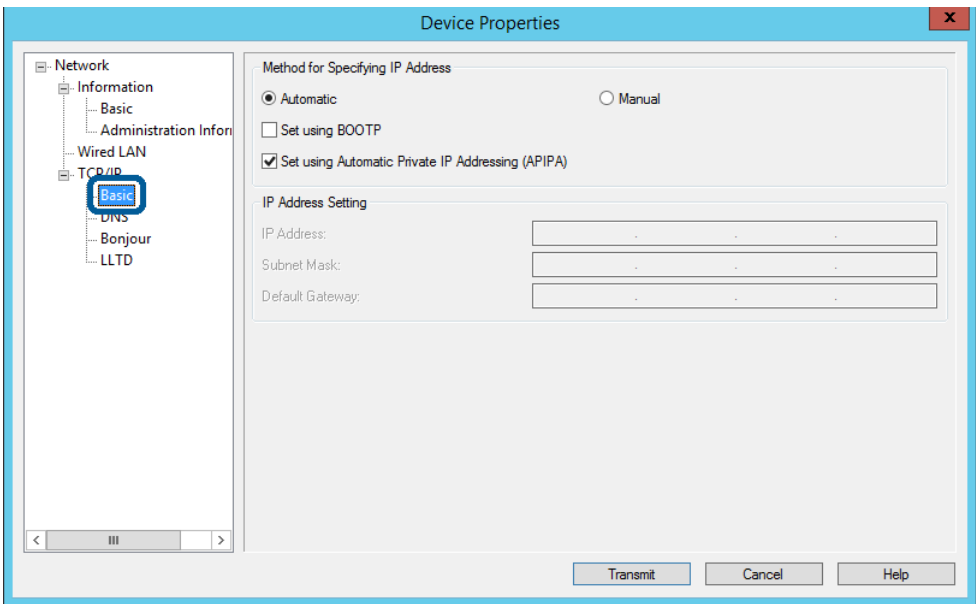 Device Properties
x
Network
Information
Basic
Administration Infor
Wired LAN
TCP/IP
Basic
DNS
Bonjour
LLTD
Method for Specifying IP Address
Automatic
Manual
Set using BOOTP
Set using Automatic Private IP Addressing (APIPA)
IP Address Setting
IP Address:
Subnet Mask:
Default Gateway:
Transmit
Cancel
Help